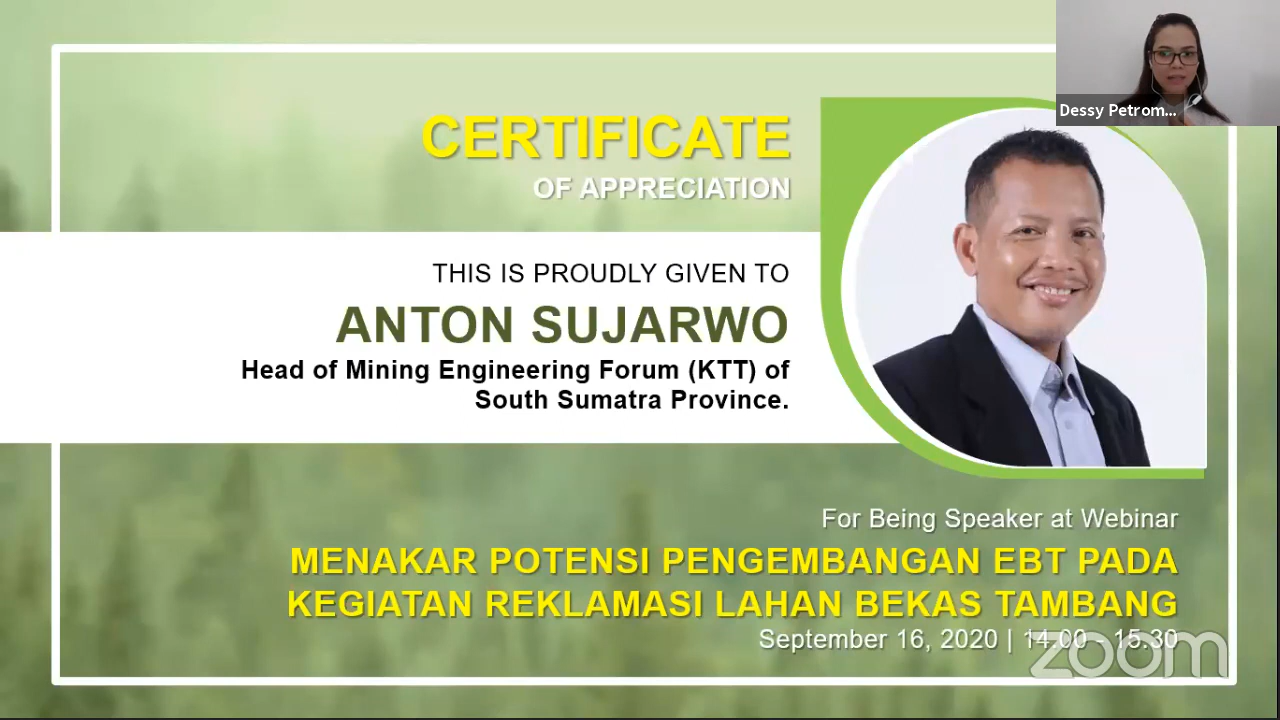 Dessy Petrom...
CERTIFICATE
OF APPRECIATION
THIS IS PROUDLY GIVEN TO
ANTON SUJARWO
Head of Mining Engineering Forum (KTT) of
South Sumatra Province.
For Being Speaker at Webinar
MENAKAR POTENSI PENGEMBANGAN EBT PADA
KEGIATAN REKLAMASI LAHAN BEKAS TAMBANG
September 16, 2020 | 14.00 - 15.30
zoom